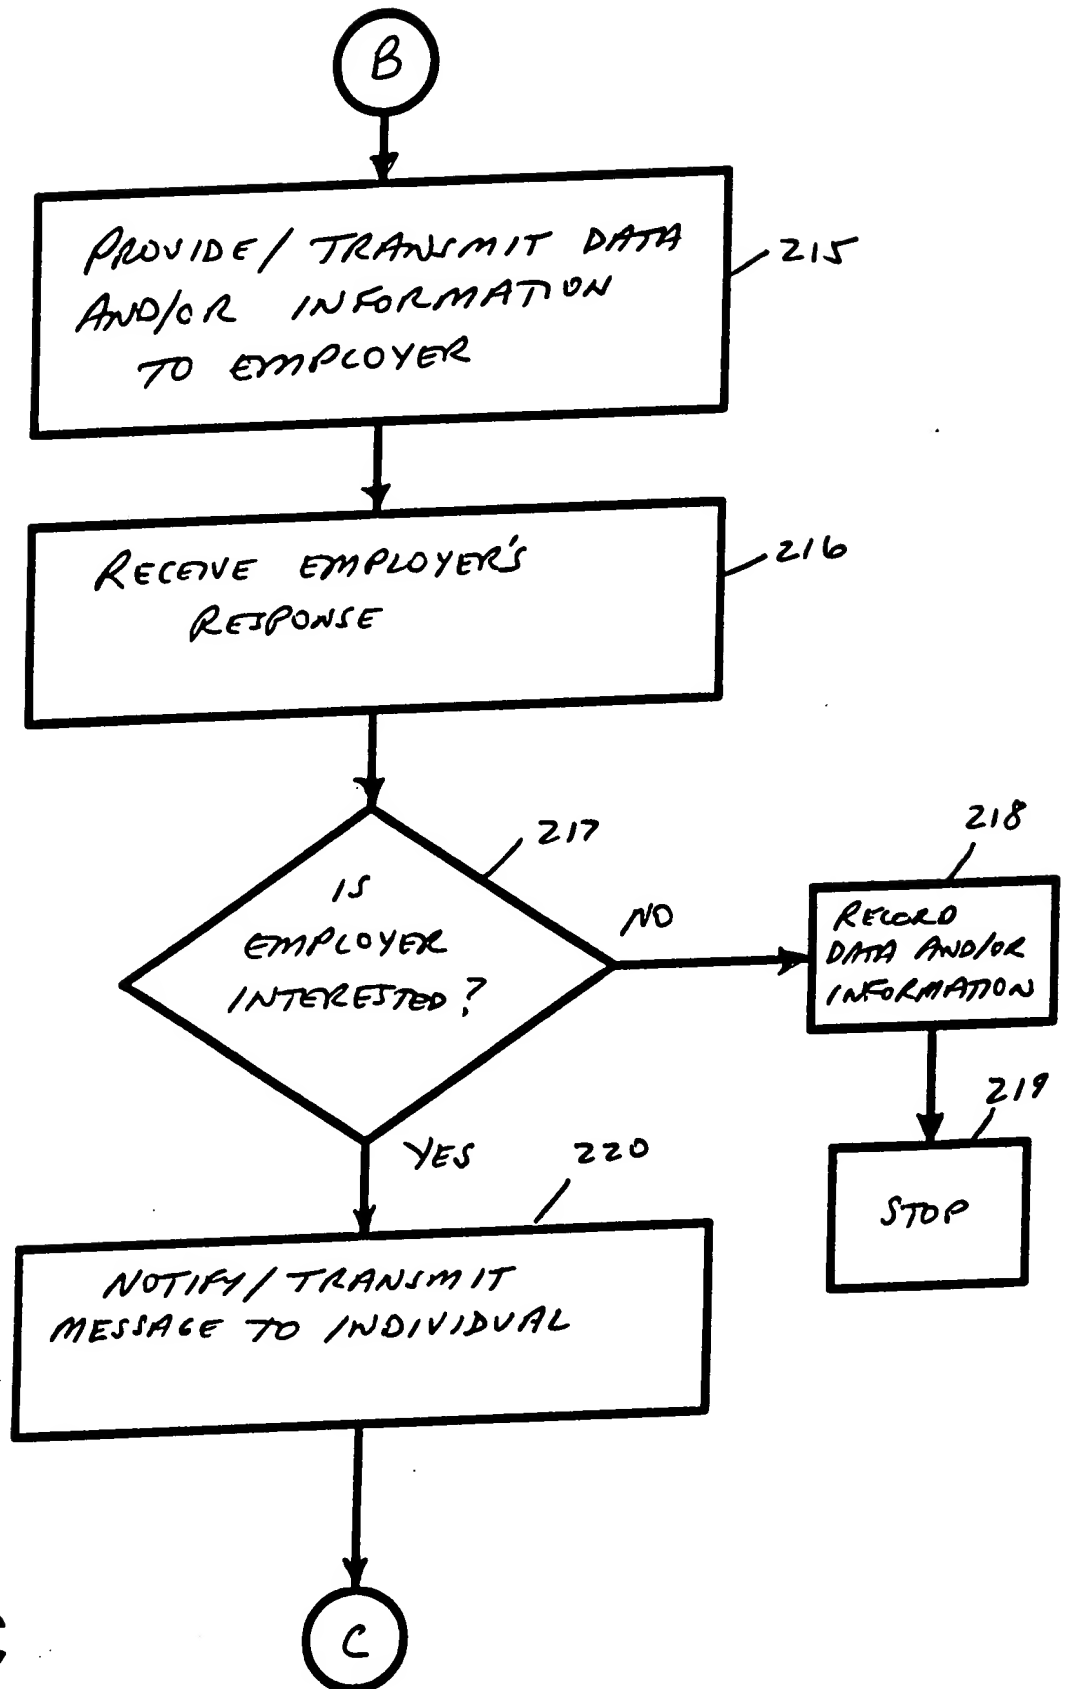 B
PROVIDE/ TRANSMIT DATA
AND/OR INFORMATION
TO EMPLOYER
215
RECEIVE EMPLOYER'S
RESPONSE
216
217
IS
EMPLOYER
INTERESTED?
NO
218
RECORD
DATA AND/OR
INFORMATION
219
STOP
YES
220
NOTIFY/ TRANSMIT
MESSAGE TO INDIVIDUAL
C